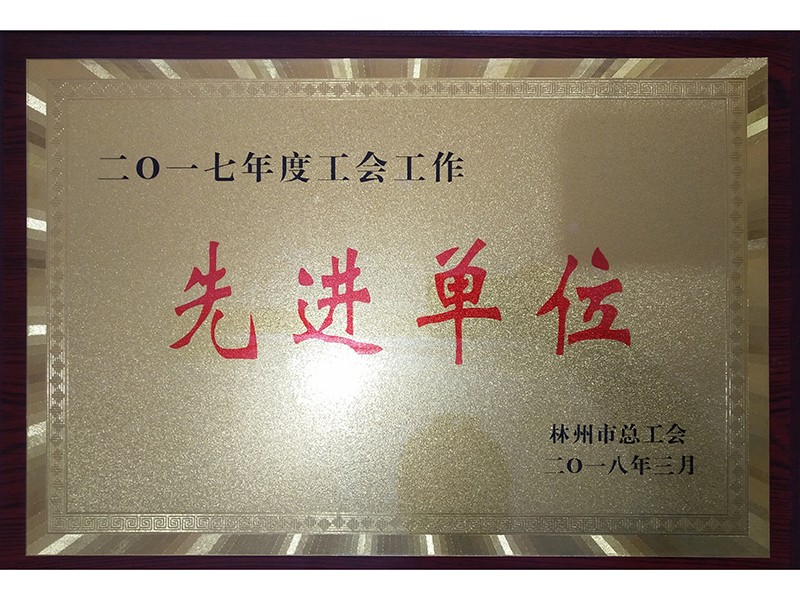 二〇一七年度工会工作
先进单位
林州市总工会
二〇一八年三月